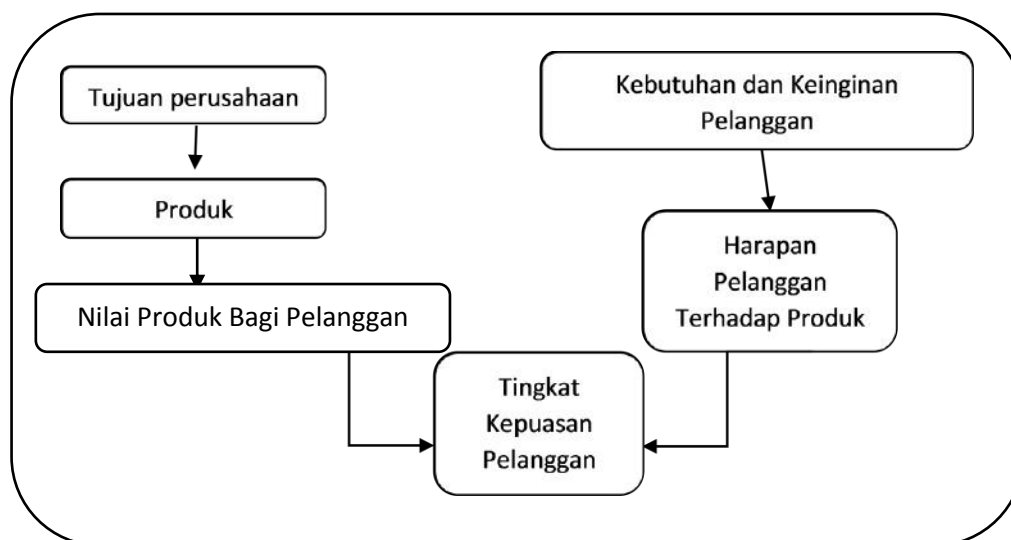 Tujuan perusahaan
Produk
Nilai Produk Bagi Pelanggan
Kebutuhan dan Keinginan
Pelanggan
Harapan
Pelanggan
Terhadap Produk
Tingkat
Kepuasan
Pelanggan